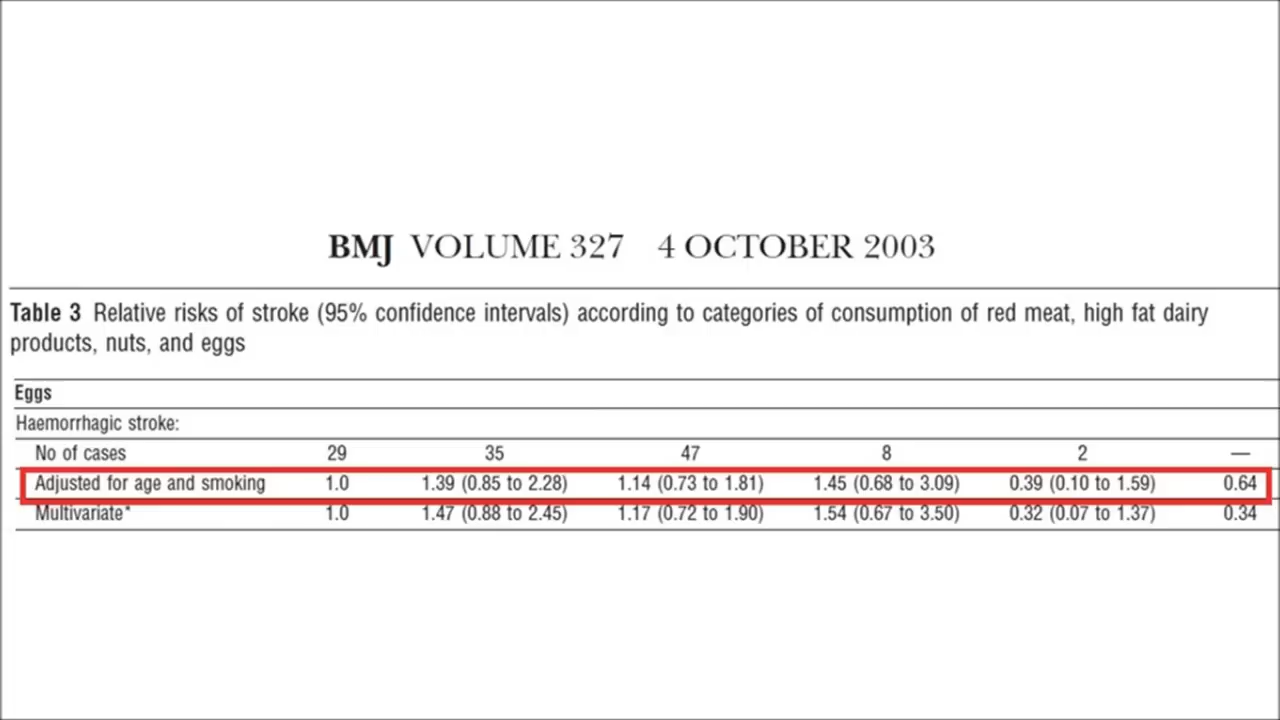 BMJ VOLUME 327 4 OCTOBER 2003
Table 3 Relative risks of stroke (95% confidence intervals) according to categories of consumption of red meat, high fat dairy
products, nuts, and eggs
Eggs
Haemorrhagic stroke:
No of cases 29 35 47 8 2 —
Adjusted for age and smoking 1.0 1.39 (0.85 to 2.28) 1.14 (0.73 to 1.81) 1.45 (0.68 to 3.09) 0.39 (0.10 to 1.59) 0.64
Multivariate* 1.0 1.47 (0.88 to 2.45) 1.17 (0.72 to 1.90) 1.54 (0.67 to 3.50) 0.32 (0.07 to 1.37) 0.34